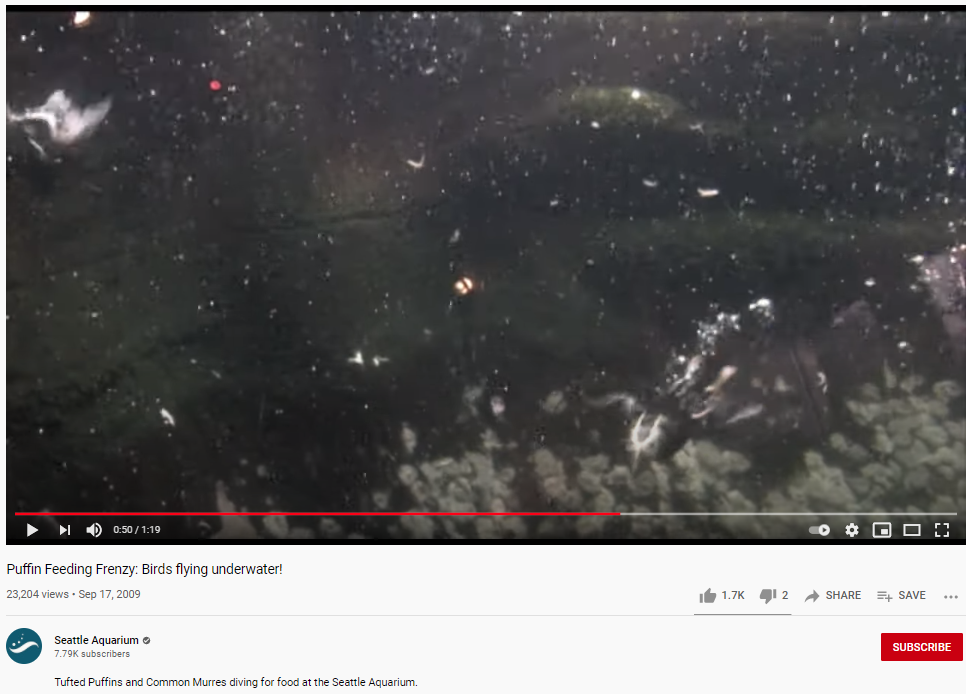 0:50 / 1:19
Puffin Feeding Frenzy: Birds flying underwater!
23,204 views • Sep 17, 2009
1.7K 2 SHARE SAVE
Seattle Aquarium
7.79K subscribers
SUBSCRIBE
Tufted Puffins and Common Murres diving for food at the Seattle Aquarium.